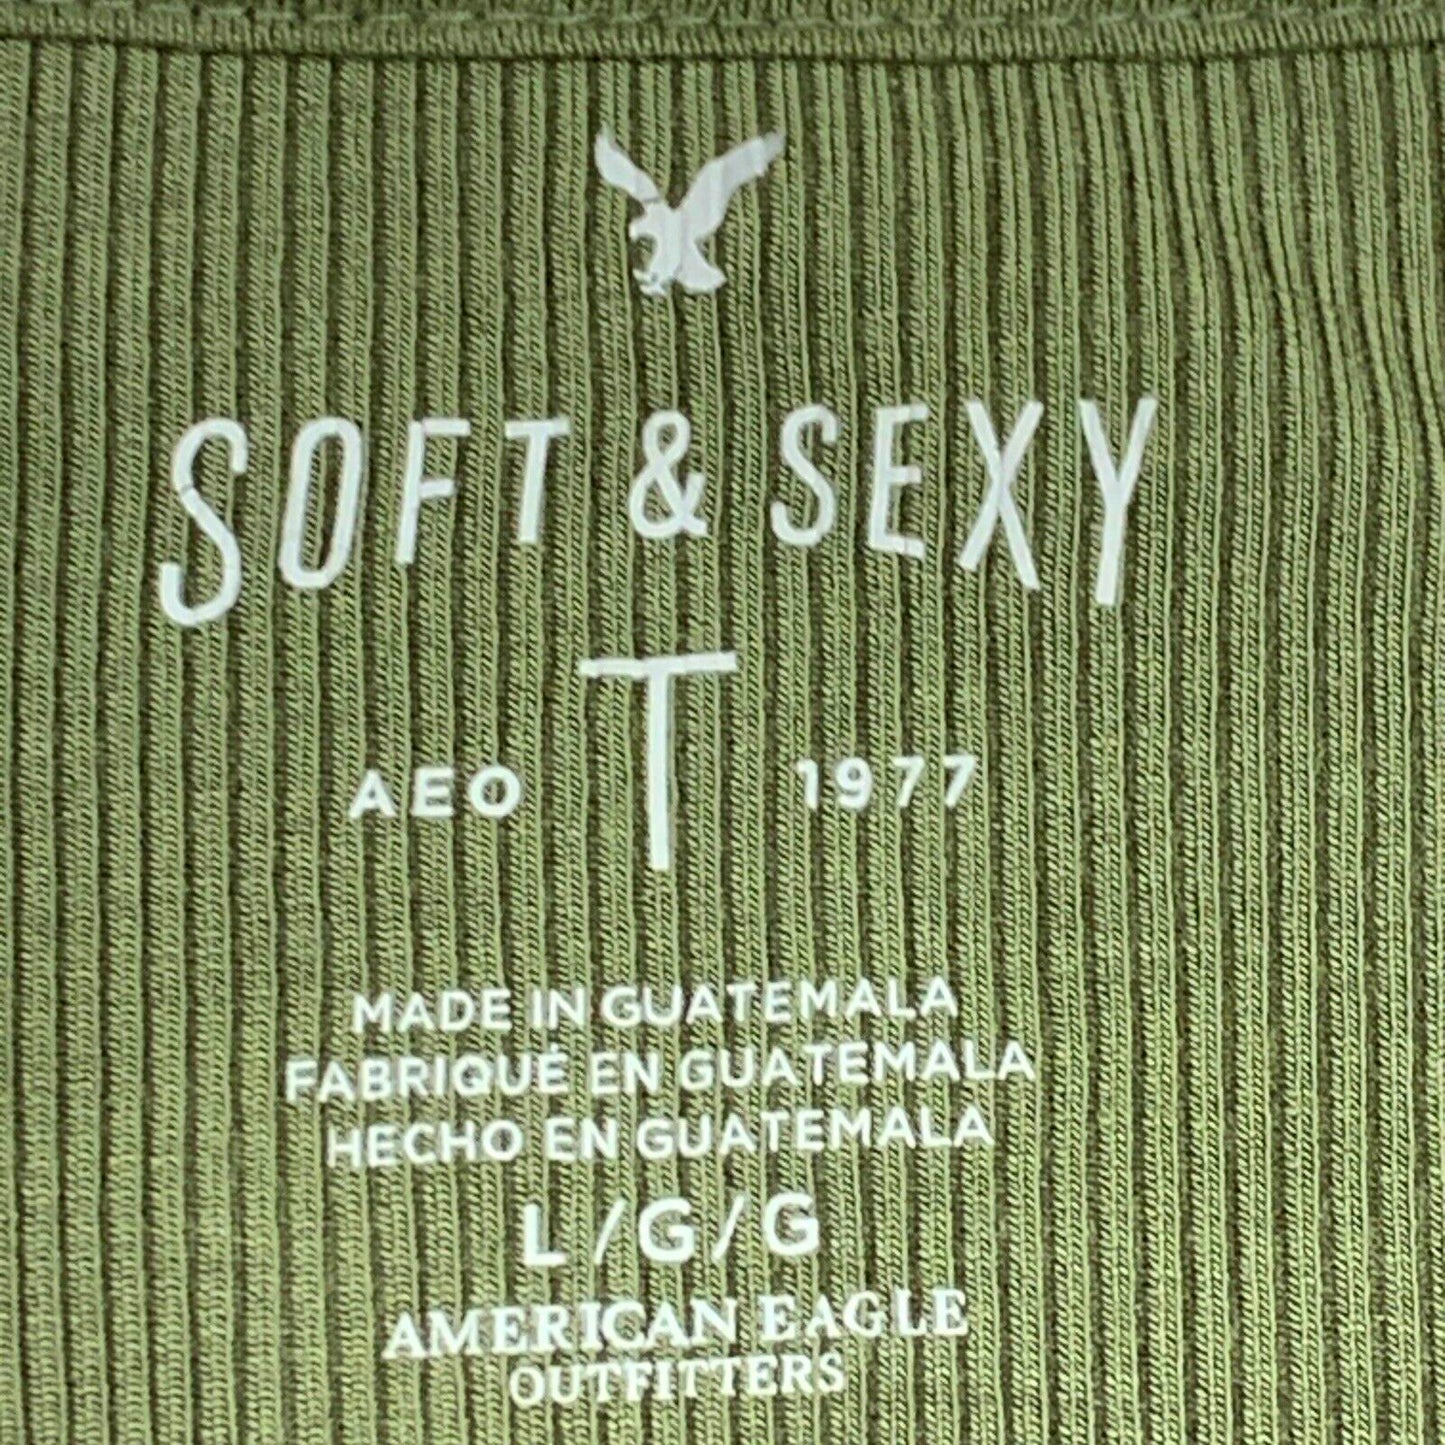 SOFT & SEXY
T
AEO 1977
MADE IN GUATEMALA
FABRIQUÉ EN GUATEMALA
HECHO EN GUATEMALA
L/G/G
AMERICAN EAGLE
OUTFITTERS